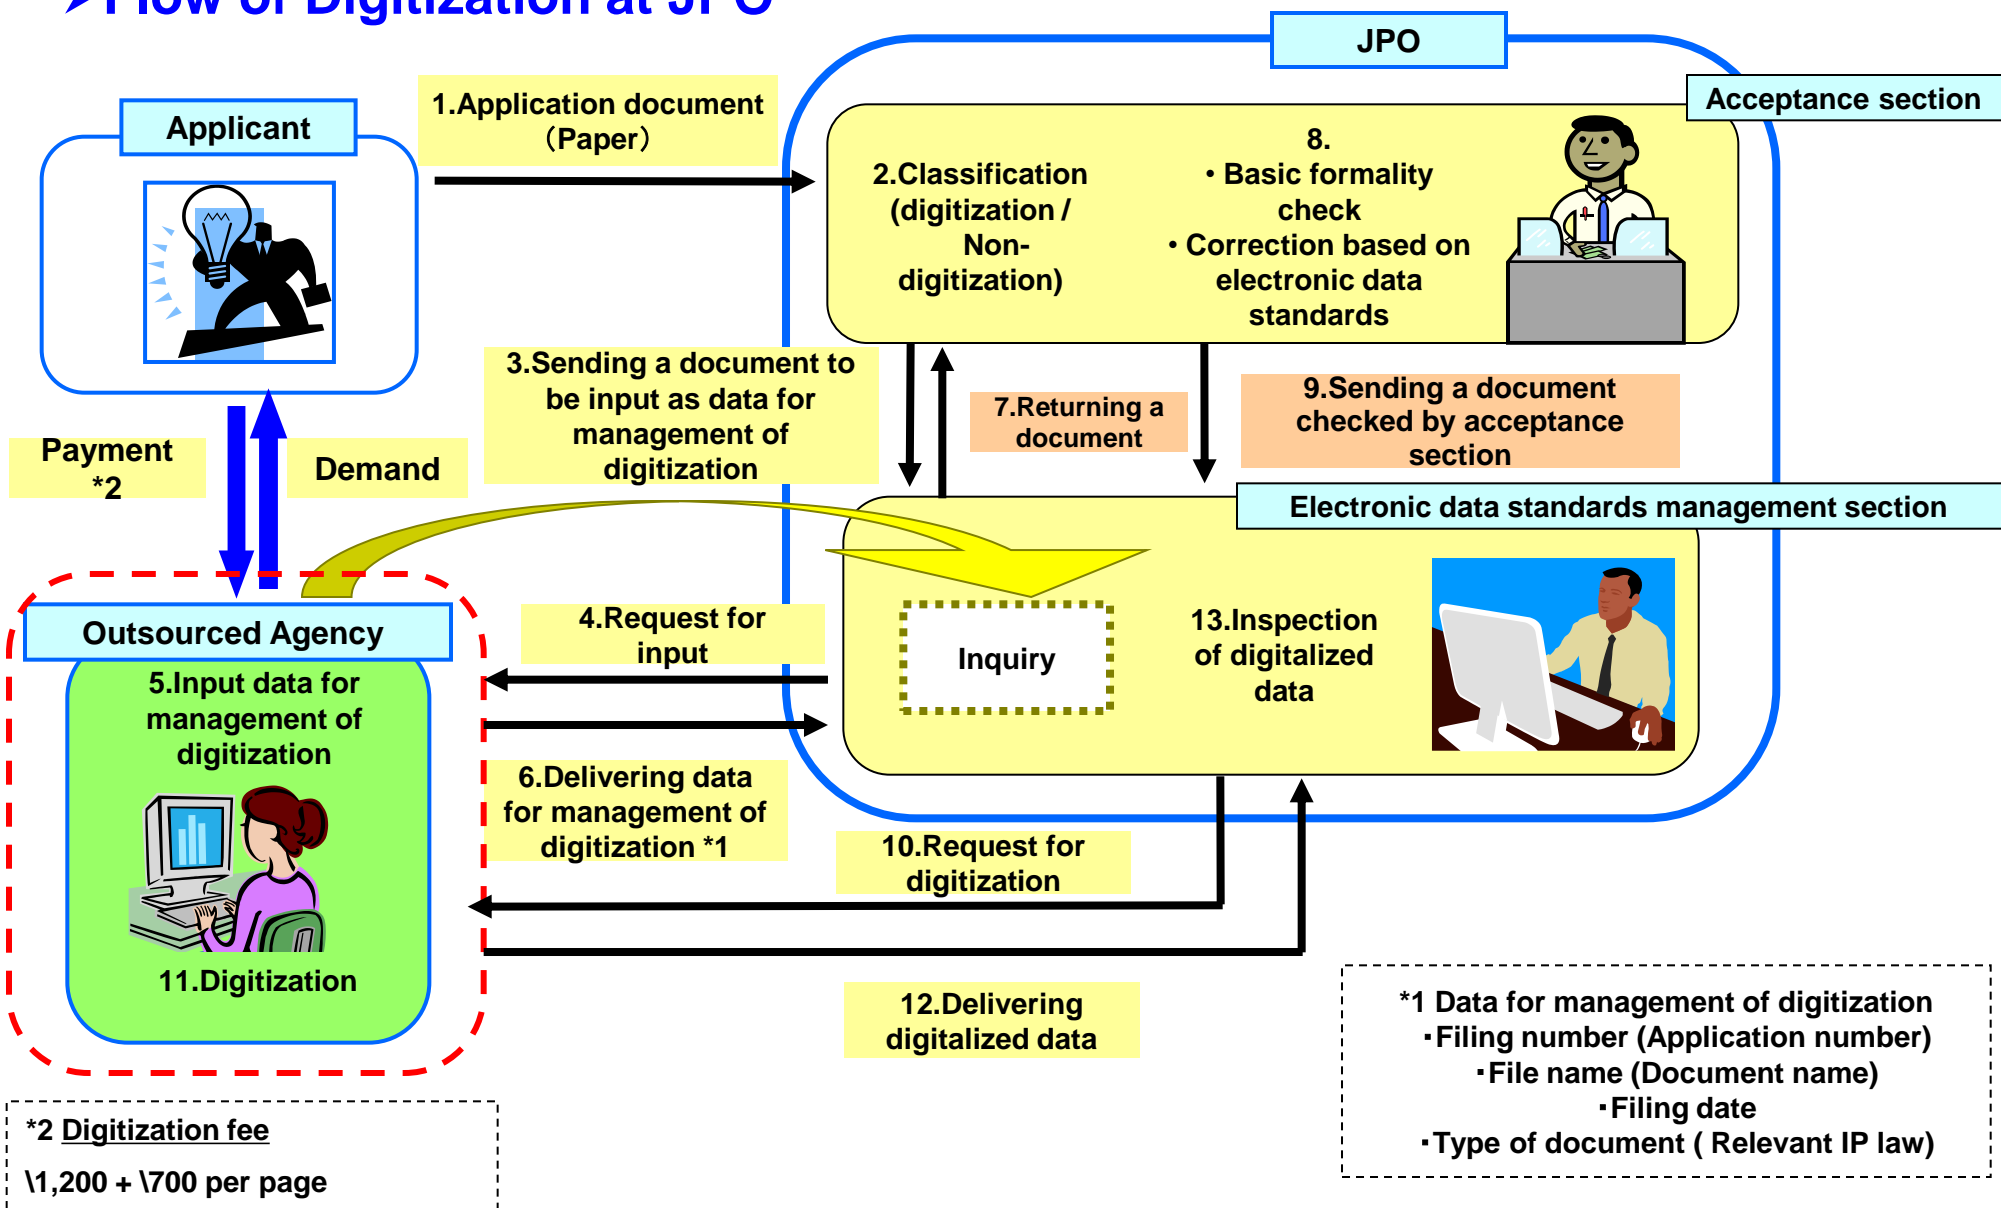 ➤Flow of Digitization at JPO
JPO
Acceptance section
Applicant
1.Application document
（Paper）
2.Classification
(digitization /
Non-
digitization)
8.
・Basic formality
check
・Correction based on
electronic data
standards
3.Sending a document to
be input as data for
management of
digitization
7.Returning a
document
9.Sending a document
checked by acceptance
section
Payment
*2
Demand
Electronic data standards management section
Outsourced Agency
4.Request for
input
Inquiry
13.Inspection
of digitalized
data
5.Input data for
management of
digitization
6.Delivering data
for management of
digitization *1
10.Request for
digitization
11.Digitization
12.Delivering
digitalized data
*1 Data for management of digitization
・Filing number (Application number)
・File name (Document name)
・Filing date
・Type of document ( Relevant IP law)
*2 Digitization fee
\1,200 + \700 per page